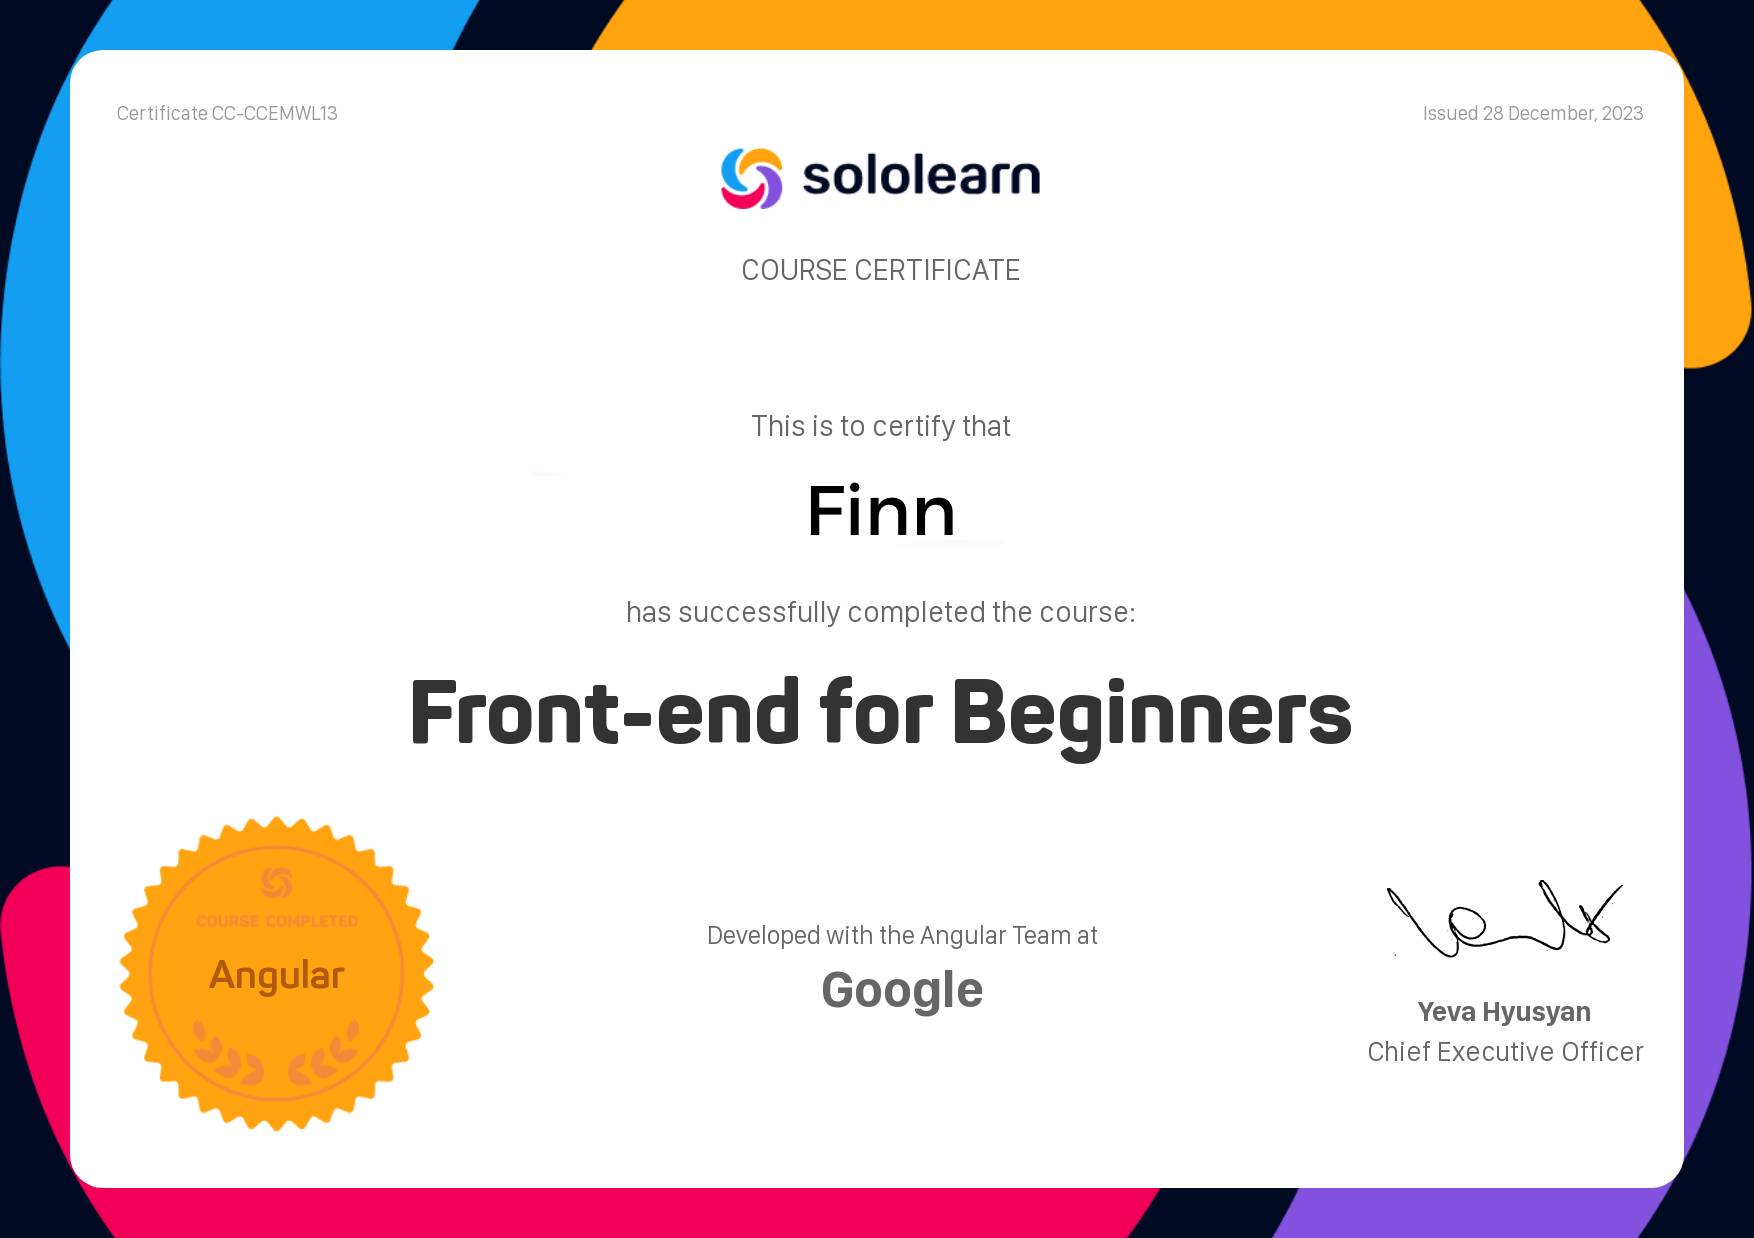 Certificate CC-CCEMWL13
Issued 28 December, 2023
sololearn
COURSE CERTIFICATE
This is to certify that
Finn
has successfully completed the course:
Front-end for Beginners
COURSE COMPLETED
Angular
Developed with the Angular Team at
Google
Yeva Hyusyan
Chief Executive Officer